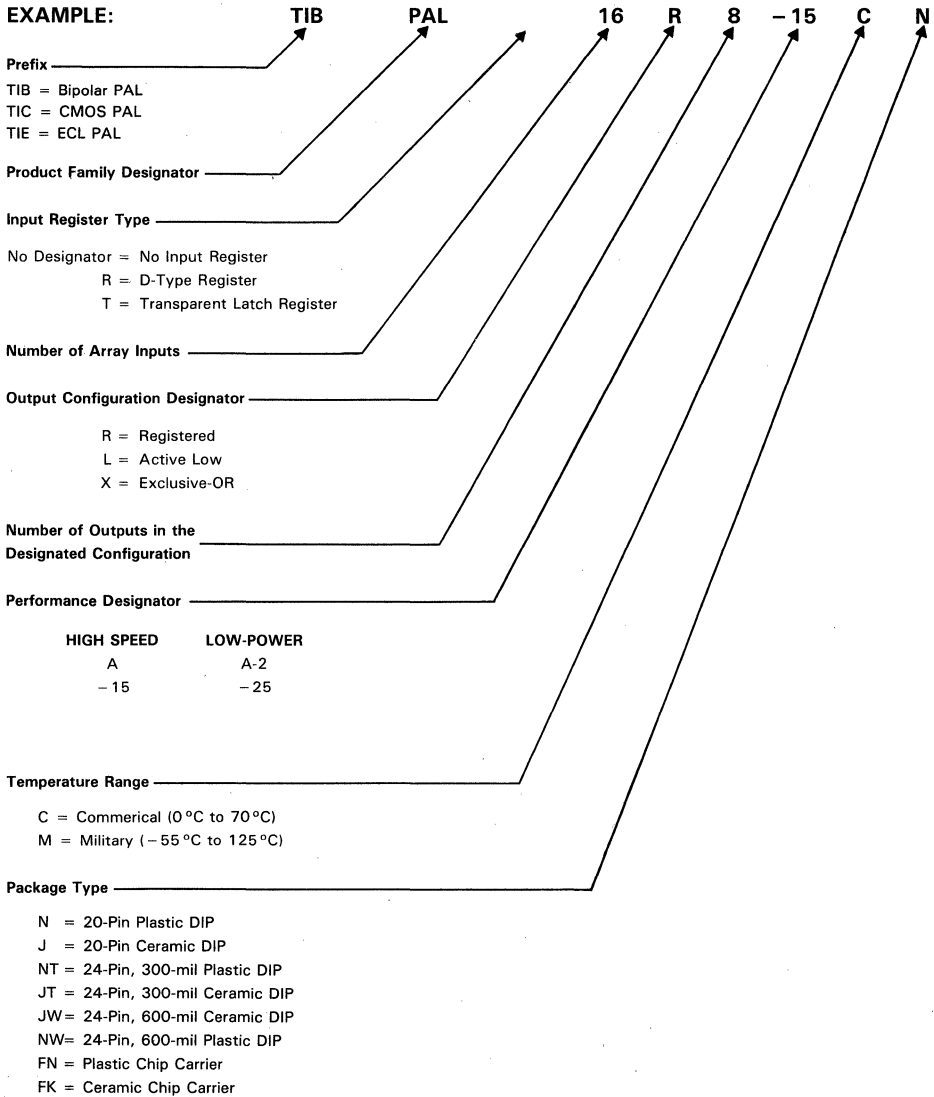 EXAMPLE: TIB PAL 16 R 8 –15 C N
Prefix
TIB = Bipolar PAL
TIC = CMOS PAL
TIE = ECL PAL
Product Family Designator
Input Register Type
No Designator = No Input Register
R = D-Type Register
T = Transparent Latch Register
Number of Array Inputs
Output Configuration Designator
R = Registered
L = Active Low
X = Exclusive-OR
Number of Outputs in the
Designated Configuration
Performance Designator
HIGH SPEED LOW-POWER
A A-2
–15 –25
Temperature Range
C = Commerical (0°C to 70°C)
M = Military (–55°C to 125°C)
Package Type
N = 20-Pin Plastic DIP
J = 20-Pin Ceramic DIP
NT = 24-Pin, 300-mil Plastic DIP
JT = 24-Pin, 300-mil Ceramic DIP
JW= 24-Pin, 600-mil Ceramic DIP
NW= 24-Pin, 600-mil Plastic DIP
FN = Plastic Chip Carrier
FK = Ceramic Chip Carrier